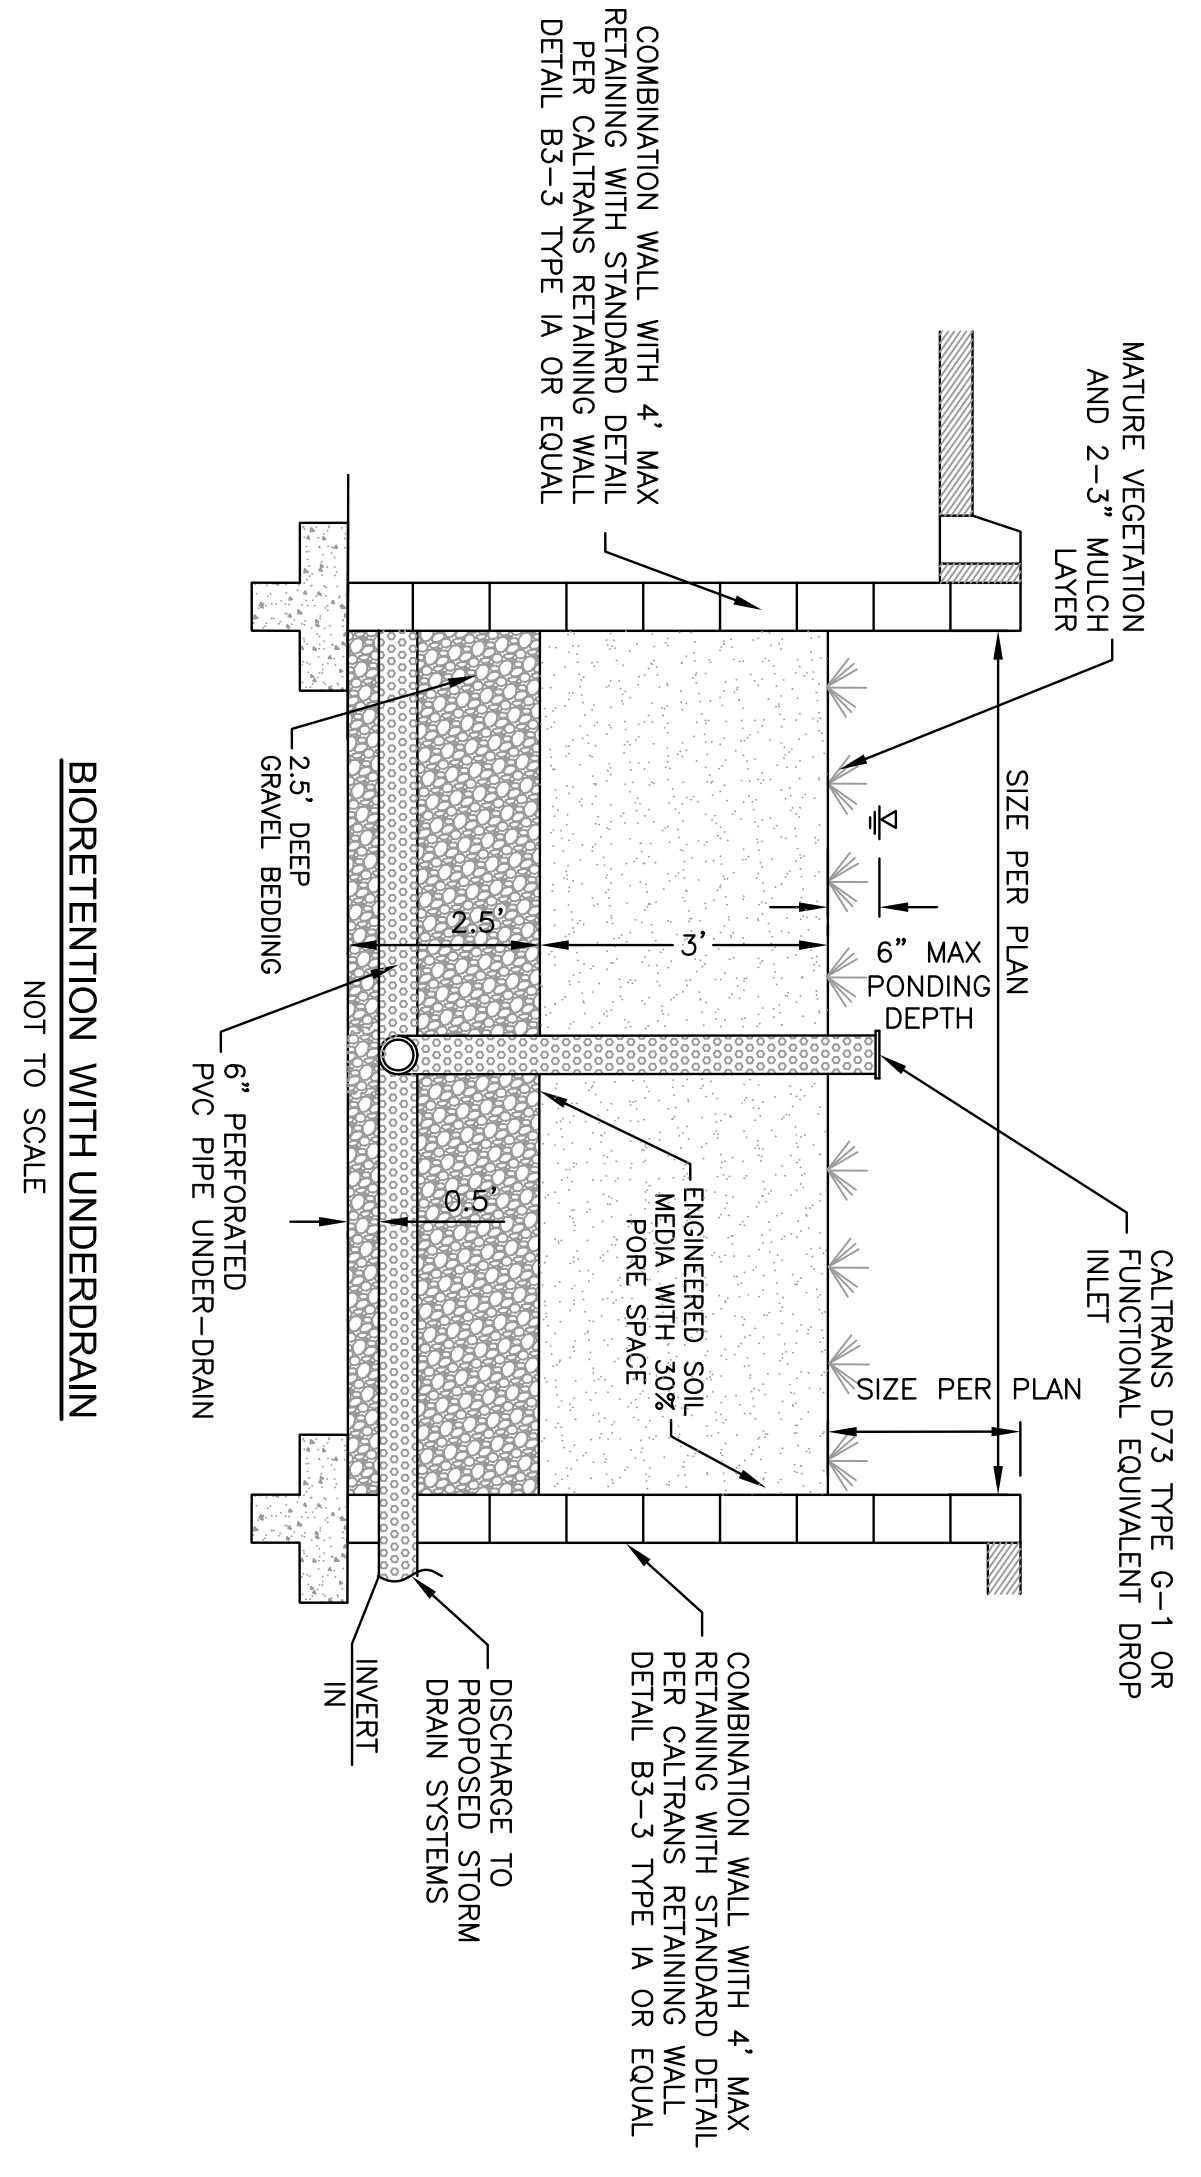 MATURE VEGETATION
AND 2-3" MULCH
LAYER
CALTRANS D73 TYPE G-1 OR
FUNCTIONAL EQUIVALENT DROP
INLET
SIZE PER PLAN
SIZE PER PLAN
6" MAX
PONDING
DEPTH
COMBINATION WALL WITH 4' MAX
RETAINING WITH STANDARD DETAIL
PER CALTRANS RETAINING WALL
DETAIL B3-3 TYPE IA OR EQUAL
3'
ENGINEERED SOIL
MEDIA WITH 30%
PORE SPACE
COMBINATION WALL WITH 4' MAX
RETAINING WITH STANDARD DETAIL
PER CALTRANS RETAINING WALL
DETAIL B3-3 TYPE IA OR EQUAL
2.5'
0.5'
DISCHARGE TO
PROPOSED STORM
DRAIN SYSTEMS
INVERT
IN
2.5' DEEP
GRAVEL BEDDING
6" PERFORATED
PVC PIPE UNDER-DRAIN
BIORETENTION WITH UNDERDRAIN
NOT TO SCALE